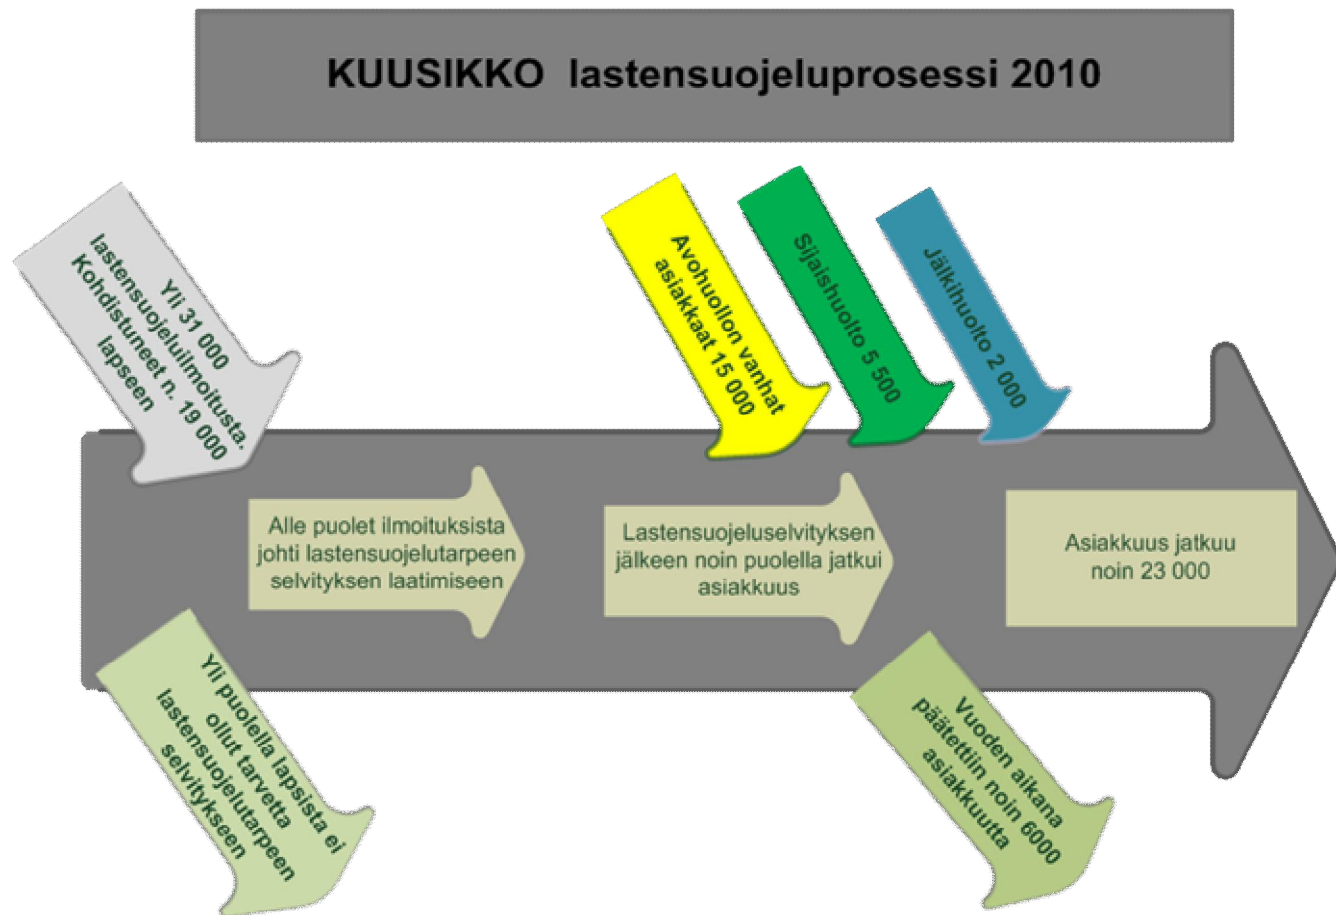 KUUSIKKO lastensuojeluprosessi 2010
Yli 31 000
lastensuojeluilmoitusta.
Kohdistuneet n. 19 000
lapseen
Avohuollon vanhat
asiakkaat 15 000
Sijaishuolto 5 500
Jälkihuolto 2 000
Alle puolet ilmoituksista
johti lastensuojelutarpeen
selvityksen laatimiseen
Lastensuojeluselvityksen
jälkeen noin puolella jatkui
asiakkuus
Asiakkuus jatkuu
noin 23 000
Yli puolella lapsista ei
ollut tarvetta
lastensuojelutarpeen
selvitykseen
Vuoden aikana
päätettiin noin 6000
asiakkuutta